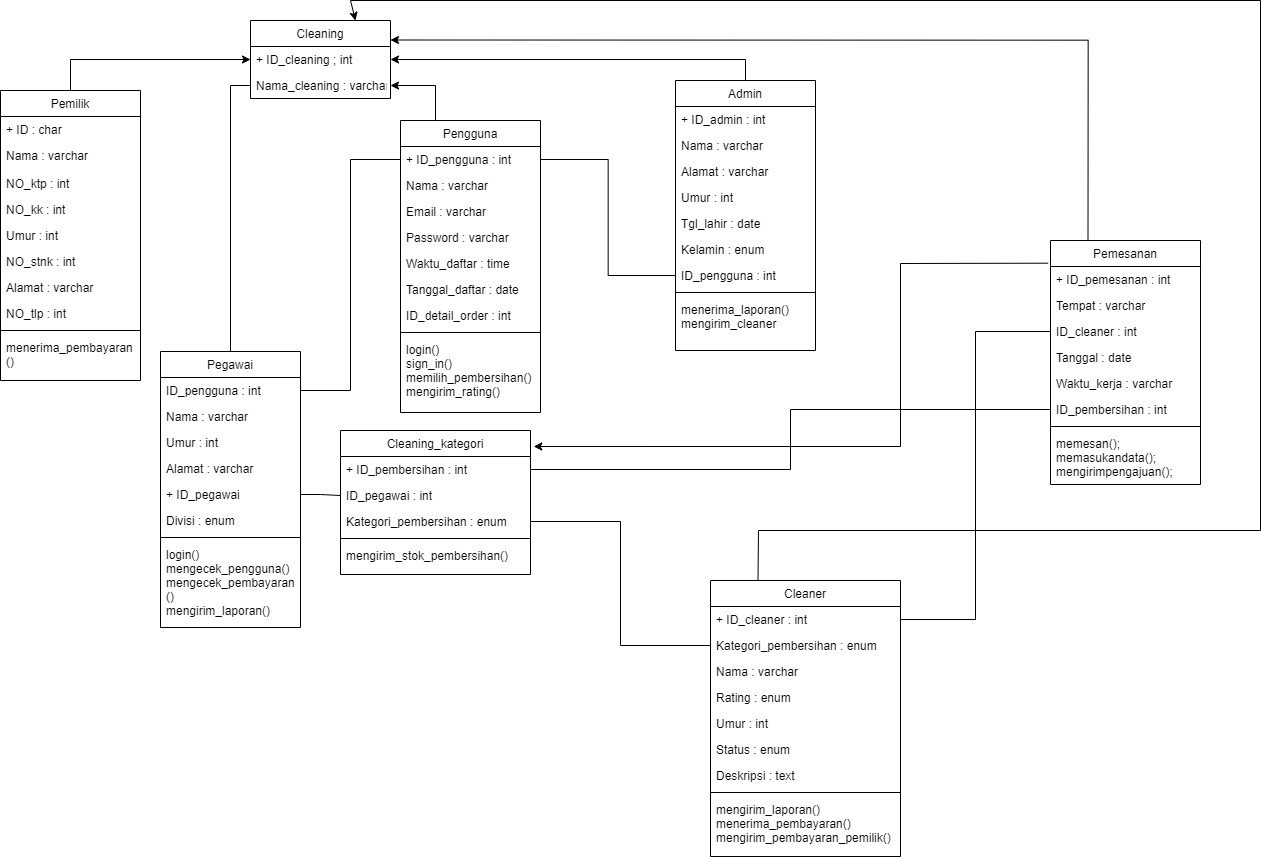 Cleaning
+ ID_cleaning ; int
Nama_cleaning : varcha
Pemilik
+ ID : char
Nama : varchar
NO_ktp : int
NO_kk : int
Umur : int
NO_stnk : int
Alamat : varchar
NO_tlp : int
menerima_pembayaran
()
Pengguna
+ ID_pengguna : int
Nama : varchar
Email : varchar
Password : varchar
Waktu_daftar : time
Tanggal_daftar : date
ID_detail_order : int
login()
sign_in()
memilih_pembersihan()
mengirim_rating()
Admin
+ ID_admin : int
Nama : varchar
Alamat : varchar
Umur : int
Tgl_lahir : date
Kelamin : enum
ID_pengguna : int
menerima_laporan()
mengirim_cleaner
Pemesanan
+ ID_pemesanan : int
Tempat : varchar
ID_cleaner : int
Tanggal : date
Waktu_kerja : varchar
ID_pembersihan : int
memesan();
memasukandata();
mengirimpengajuan();
Pegawai
ID_pengguna : int
Nama : varchar
Umur : int
Alamat : varchar
+ ID_pegawai
Divisi : enum
login()
mengecek_pengguna()
mengecek_pembayaran
()
mengirim_laporan()
Cleaning_kategori
+ ID_pembersihan : int
ID_pegawai : int
Kategori_pembersihan : enum
mengirim_stok_pembersihan()
Cleaner
+ ID_cleaner : int
Kategori_pembersihan : enum
Nama : varchar
Rating : enum
Umur : int
Status : enum
Deskripsi : text
mengirim_laporan()
menerima_pembayaran()
mengirim_pembayaran_pemilik()